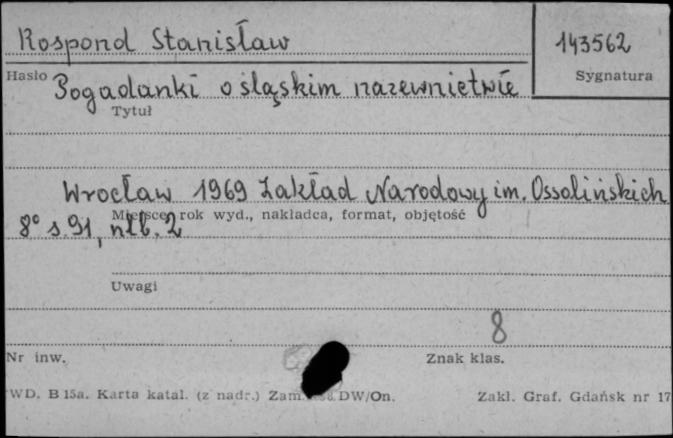 Rospond Stanisław
143562
Hasło
Sygnatura
Pogadanki o śląskim nazewnictwie
Tytuł
Wrocław 1969 Zakład Narodowy im. Ossolińskich
Miejsce, rok wyd., nakładca, format, objętość
8° s. 91, nlb. 2
Uwagi
8
Nr inw.
Znak klas.
WD. B 15a. Karta katal. (z nadr.) Zam. DW/On.
Zakł. Graf. Gdańsk nr 17